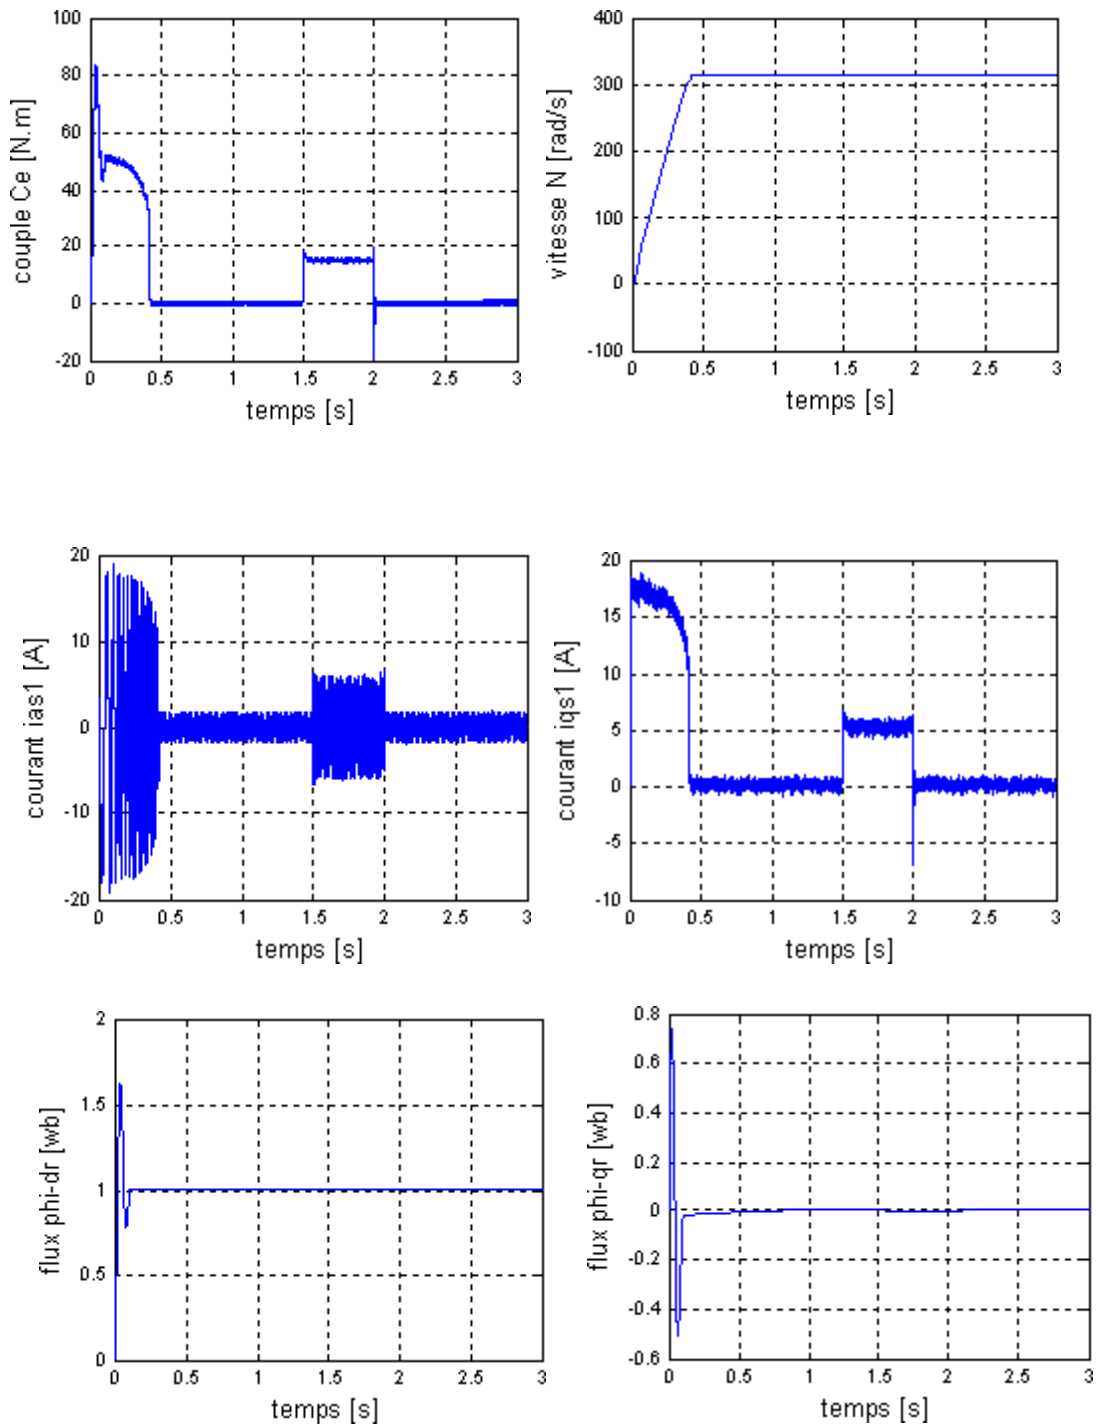 100
80
60
40
20
0
-20
couple Ce [N.m]
0 0.5 1 1.5 2 2.5 3
temps [s]
400
300
200
100
0
-100
vitesse N [rad/s]
0 0.5 1 1.5 2 2.5 3
temps [s]
20
10
0
-10
-20
courant ias1 [A]
0 0.5 1 1.5 2 2.5 3
temps [s]
20
15
10
5
0
-5
-10
courant iqs1 [A]
0 0.5 1 1.5 2 2.5 3
temps [s]
2
1.5
1
0.5
0
flux phi-dr [wb]
0 0.5 1 1.5 2 2.5 3
temps [s]
0.8
0.6
0.4
0.2
0
-0.2
-0.4
-0.6
flux phi-qr [wb]
0 0.5 1 1.5 2 2.5 3
temps [s]